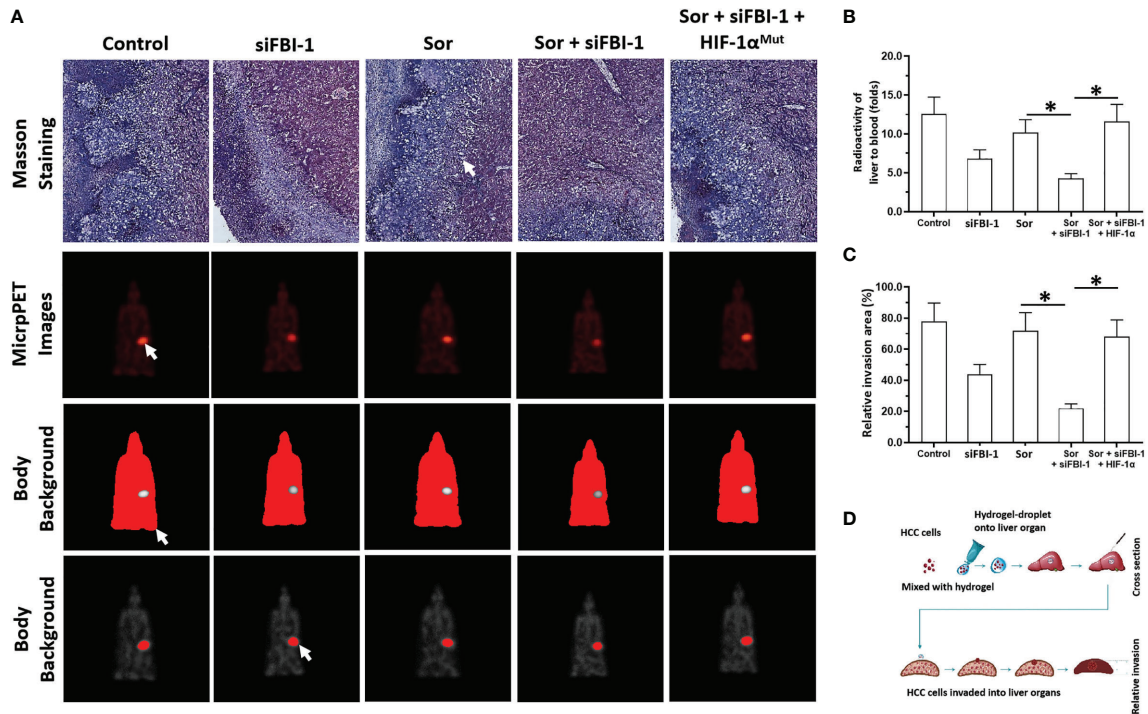 A
Control
siFBI-1
Sor
Sor + siFBI-1
Sor + siFBI-1 +
HIF-1α^Mut
Masson
Staining
MicrpPET
Images
Body
Background
Body
Background
B
Radioactivity of
liver to blood (folds)
20.0
15.0
10.0
5.0
0.0
*
*
Control
siFBI-1
Sor
Sor
+ siFBI-1
Sor + siFBI-1
+ HIF-1α
C
Relative invasion area (%)
100.0
80.0
60.0
40.0
20.0
0.0
*
*
Control
siFBI-1
Sor
Sor
+ siFBI-1
Sor + siFBI-1
+ HIF-1α
D
HCC cells
Hydrogel-droplet
onto liver organ
Mixed with hydrogel
Cross section
HCC cells invaded into liver organs
Relative invasion